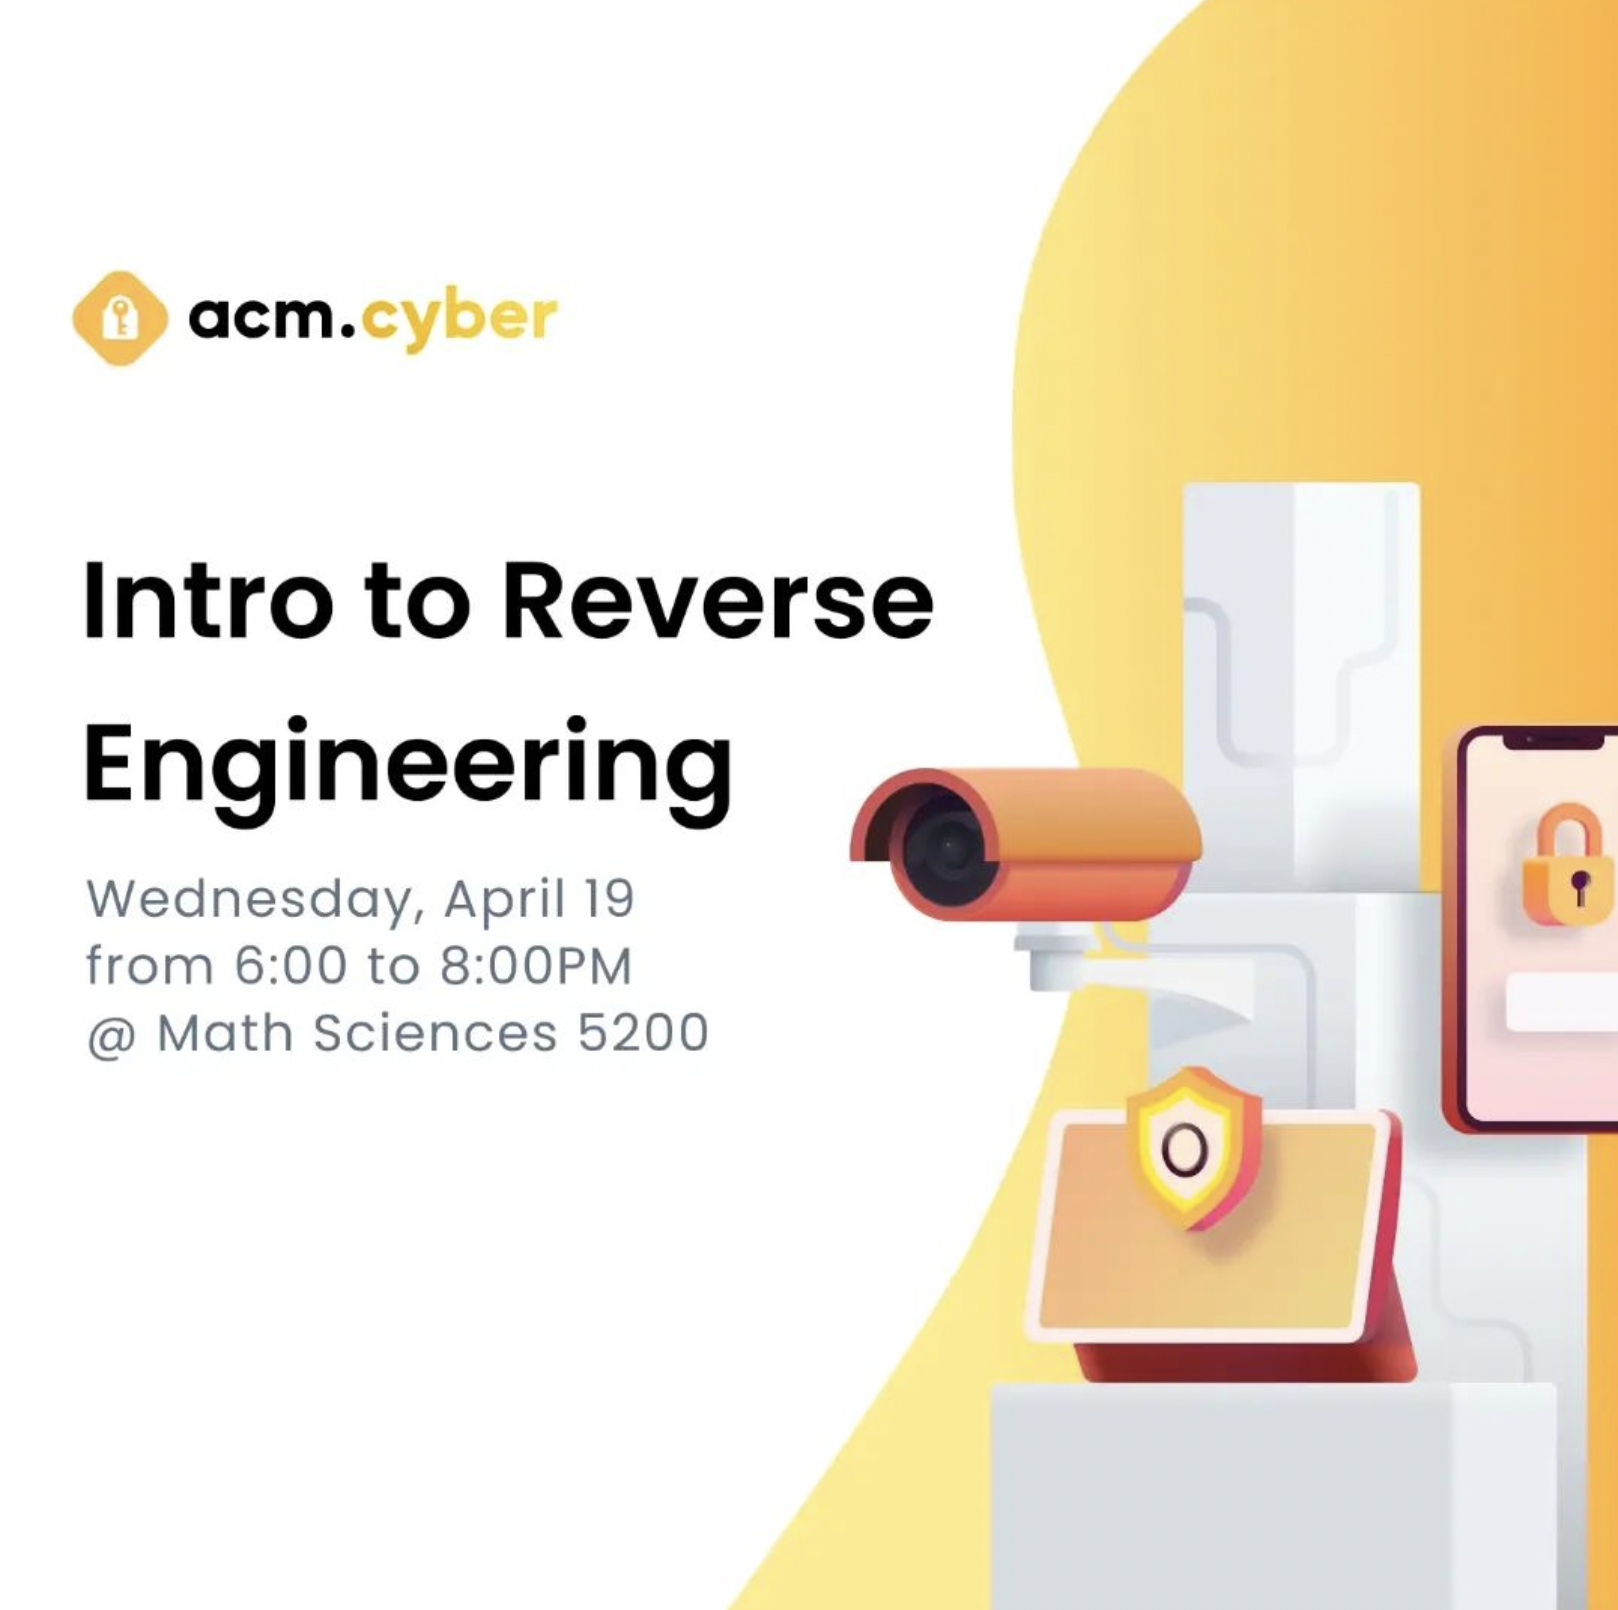 acm.cyber
Intro to Reverse
Engineering
Wednesday, April 19
from 6:00 to 8:00PM
@ Math Sciences 5200